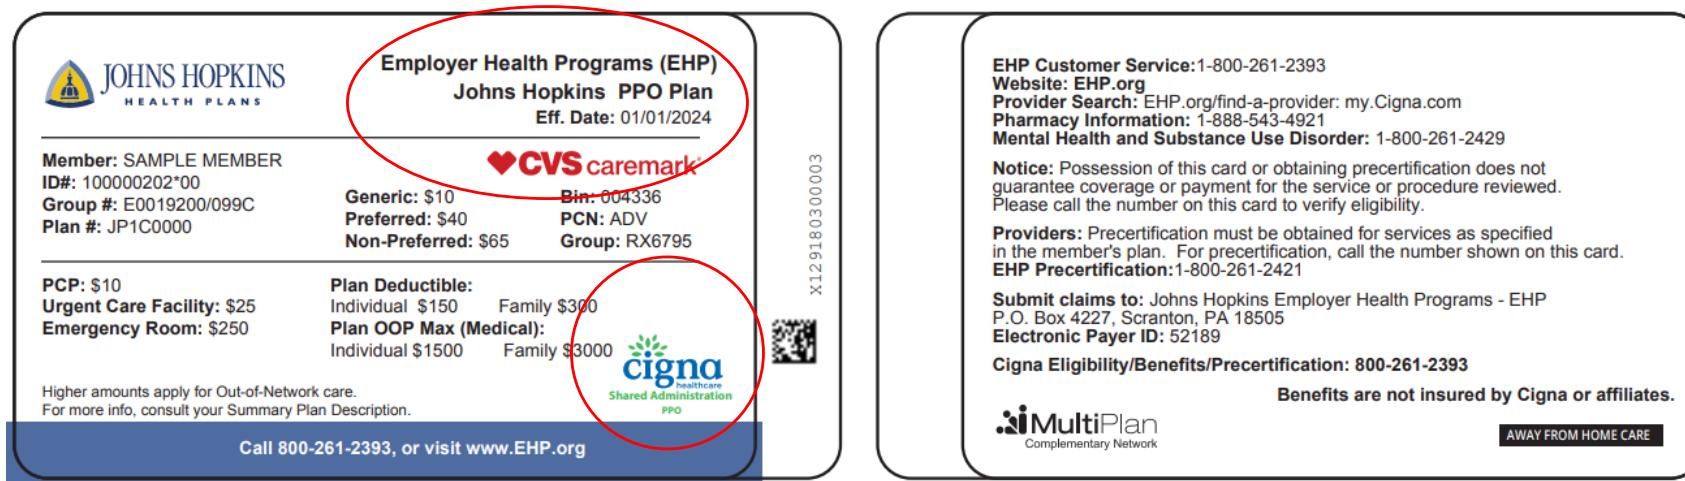 JOHNS HOPKINS
HEALTH PLANS
Employer Health Programs (EHP)
Johns Hopkins PPO Plan
Eff. Date: 01/01/2024
Member: SAMPLE MEMBER
ID#: 100000202*00
Group #: E0019200/099C
Plan #: JP1C0000
CVS caremark
Generic: $10
Preferred: $40
Non-Preferred: $65
Bin: 004336
PCN: ADV
Group: RX6795
PCP: $10
Urgent Care Facility: $25
Emergency Room: $250
Plan Deductible:
Individual $150 Family $300
Plan OOP Max (Medical):
Individual $1500 Family $3000
cigna
healthcare
Shared Administration
PPO
Higher amounts apply for Out-of-Network care.
For more info, consult your Summary Plan Description.
Call 800-261-2393, or visit www.EHP.org
X129180300003
EHP Customer Service:1-800-261-2393
Website: EHP.org
Provider Search: EHP.org/find-a-provider: my.Cigna.com
Pharmacy Information: 1-888-543-4921
Mental Health and Substance Use Disorder: 1-800-261-2429
Notice: Possession of this card or obtaining precertification does not
guarantee coverage or payment for the service or procedure reviewed.
Please call the number on this card to verify eligibility.
Providers: Precertification must be obtained for services as specified
in the member's plan. For precertification, call the number shown on this card.
EHP Precertification:1-800-261-2421
Submit claims to: Johns Hopkins Employer Health Programs - EHP
P.O. Box 4227, Scranton, PA 18505
Electronic Payer ID: 52189
Cigna Eligibility/Benefits/Precertification: 800-261-2393
Benefits are not insured by Cigna or affiliates.
MultiPlan
Complementary Network
AWAY FROM HOME CARE